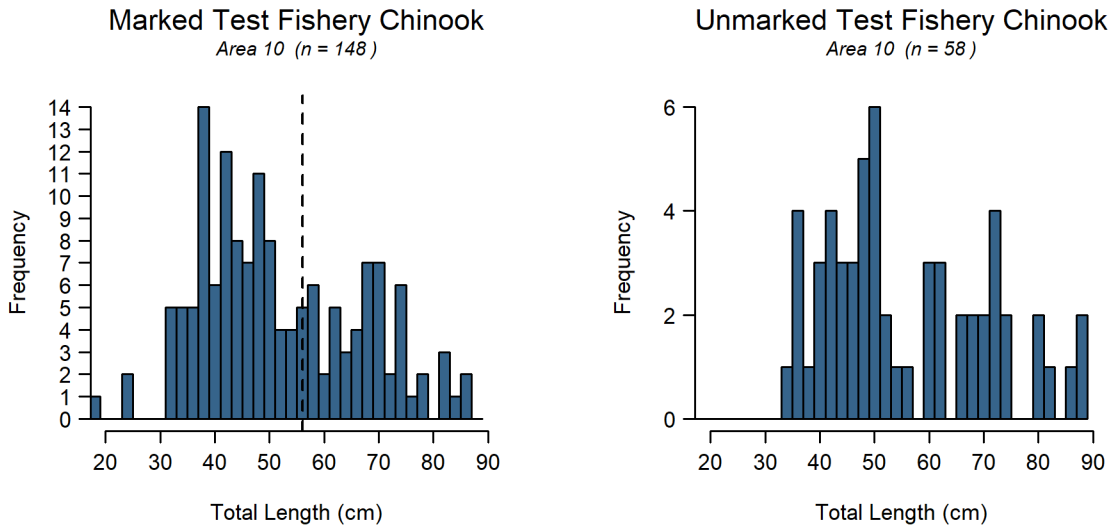 Marked Test Fishery Chinook
Area 10 (n = 148 )
14
13
12
11
10
9
8
7
6
5
4
3
2
1
0
Frequency
20 30 40 50 60 70 80 90
Total Length (cm)
Unmarked Test Fishery Chinook
Area 10 (n = 58 )
6
4
2
0
Frequency
20 30 40 50 60 70 80 90
Total Length (cm)